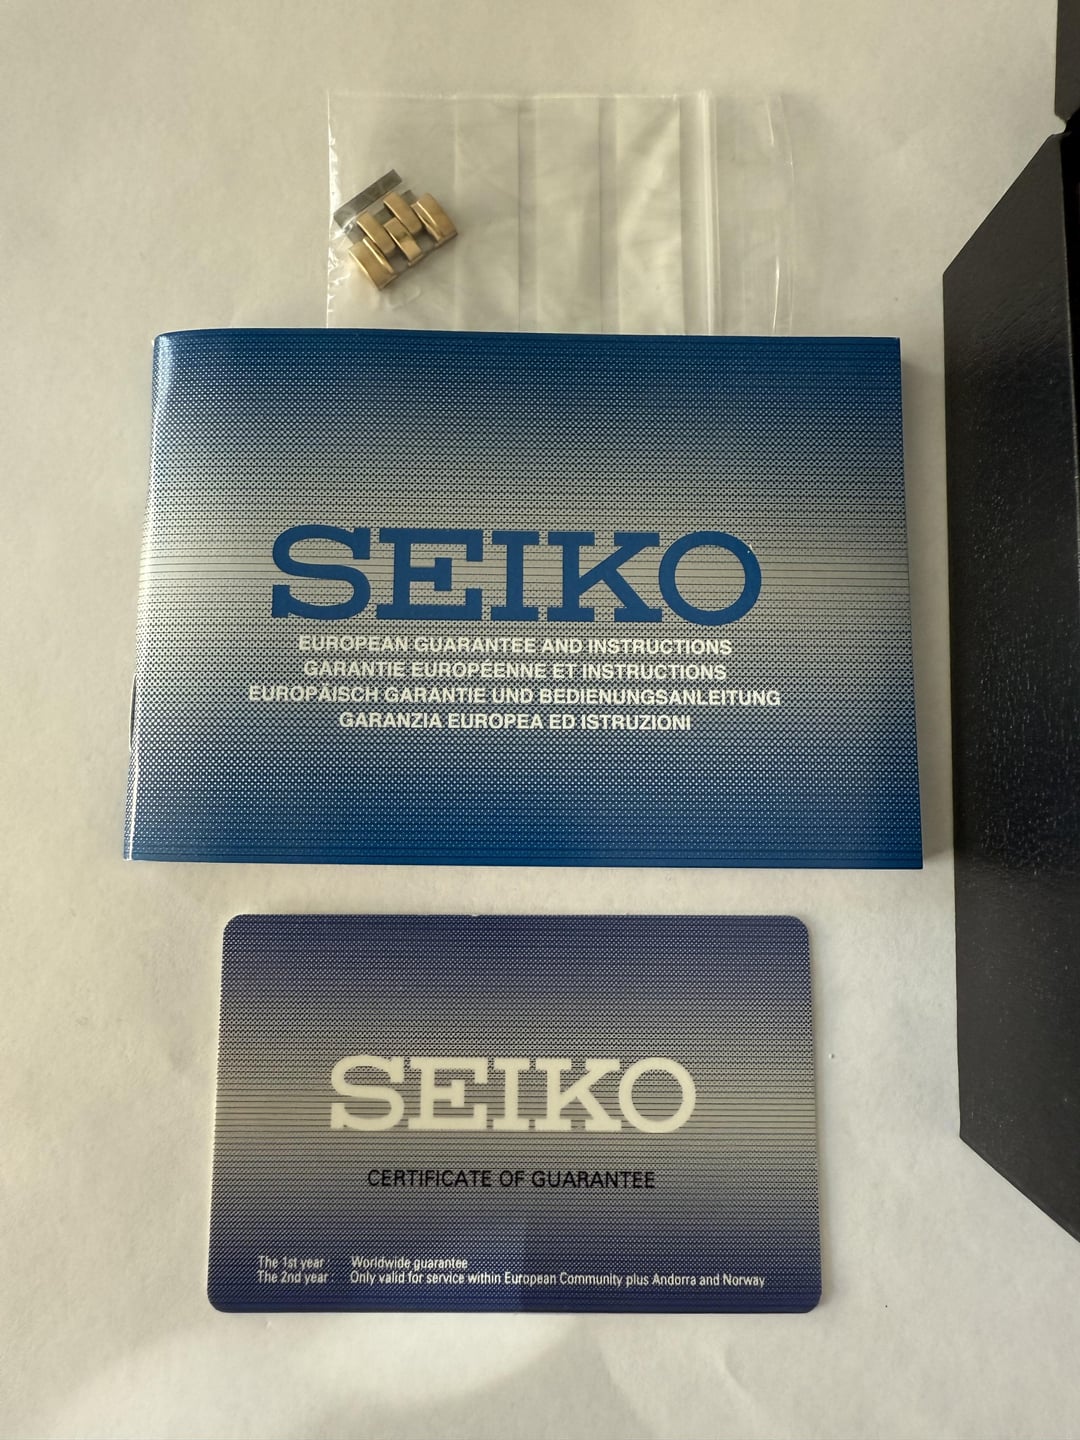 SEIKO
EUROPEAN GUARANTEE AND INSTRUCTIONS
GARANTIE EUROPÉENNE ET INSTRUCTIONS
EUROPÄISCH GARANTIE UND BEDIENUNGSANLEITUNG
GARANZIA EUROPEA ED ISTRUZIONI
SEIKO
CERTIFICATE OF GUARANTEE
The 1st year Worldwide guarantee
The 2nd year Only valid for service within European Community plus Andorra and Norway